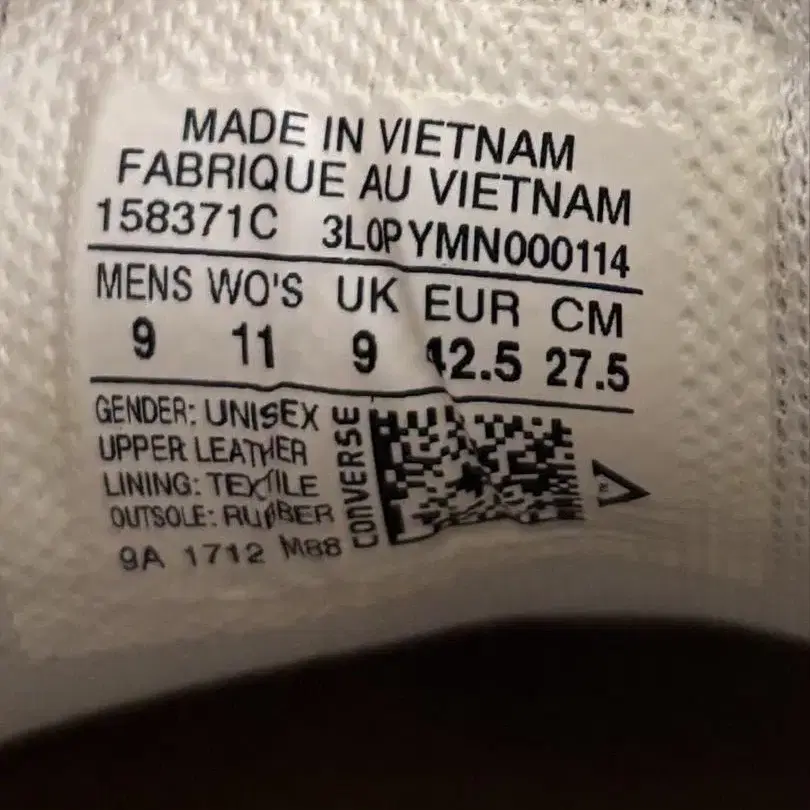 MADE IN VIETNAM
FABRIQUE AU VIETNAM
158371C 3L0PYMN000114
MENS WO'S UK EUR CM
9 11 9 42.5 27.5
GENDER: UNISEX
UPPER LEATHER
LINING: TEXTILE
OUTSOLE: RUBBER
9A 1712 M88
CONVERSE